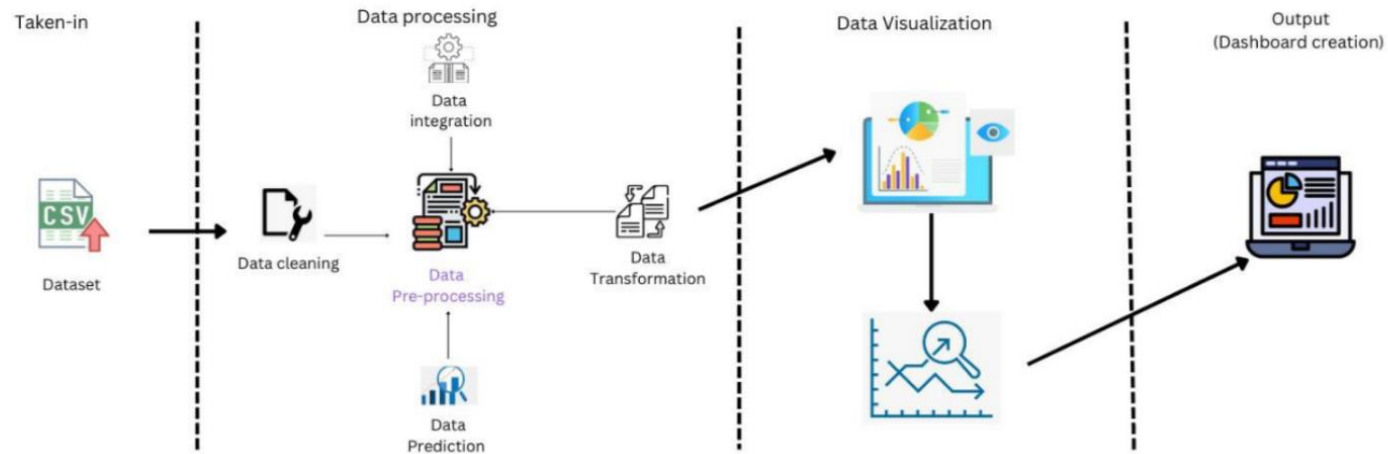 Taken-in
Data processing
Data Visualization
Output
(Dashboard creation)
Data
integration
CSV
Dataset
Data cleaning
Data
Pre-processing
Data
Transformation
Data
Prediction